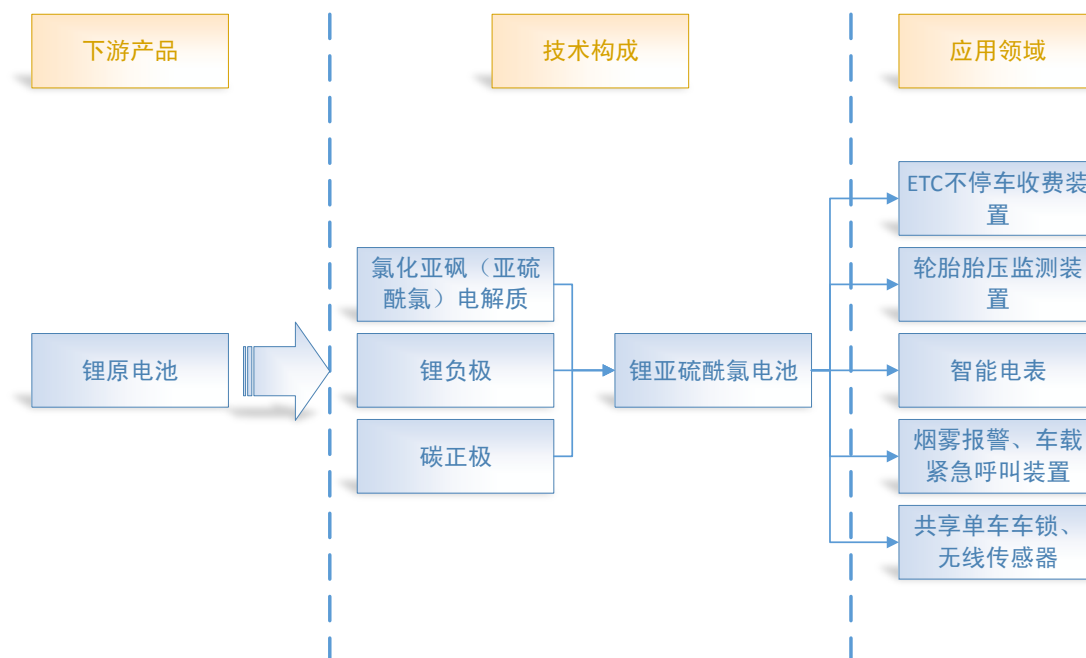 下游产品
技术构成
应用领域
ETC不停车收费装
置
氯化亚砜（亚硫
酰氯）电解质
轮胎胎压监测装
置
锂原电池
锂负极
锂亚硫酰氯电池
智能电表
碳正极
烟雾报警、车载
紧急呼叫装置
共享单车车锁、
无线传感器